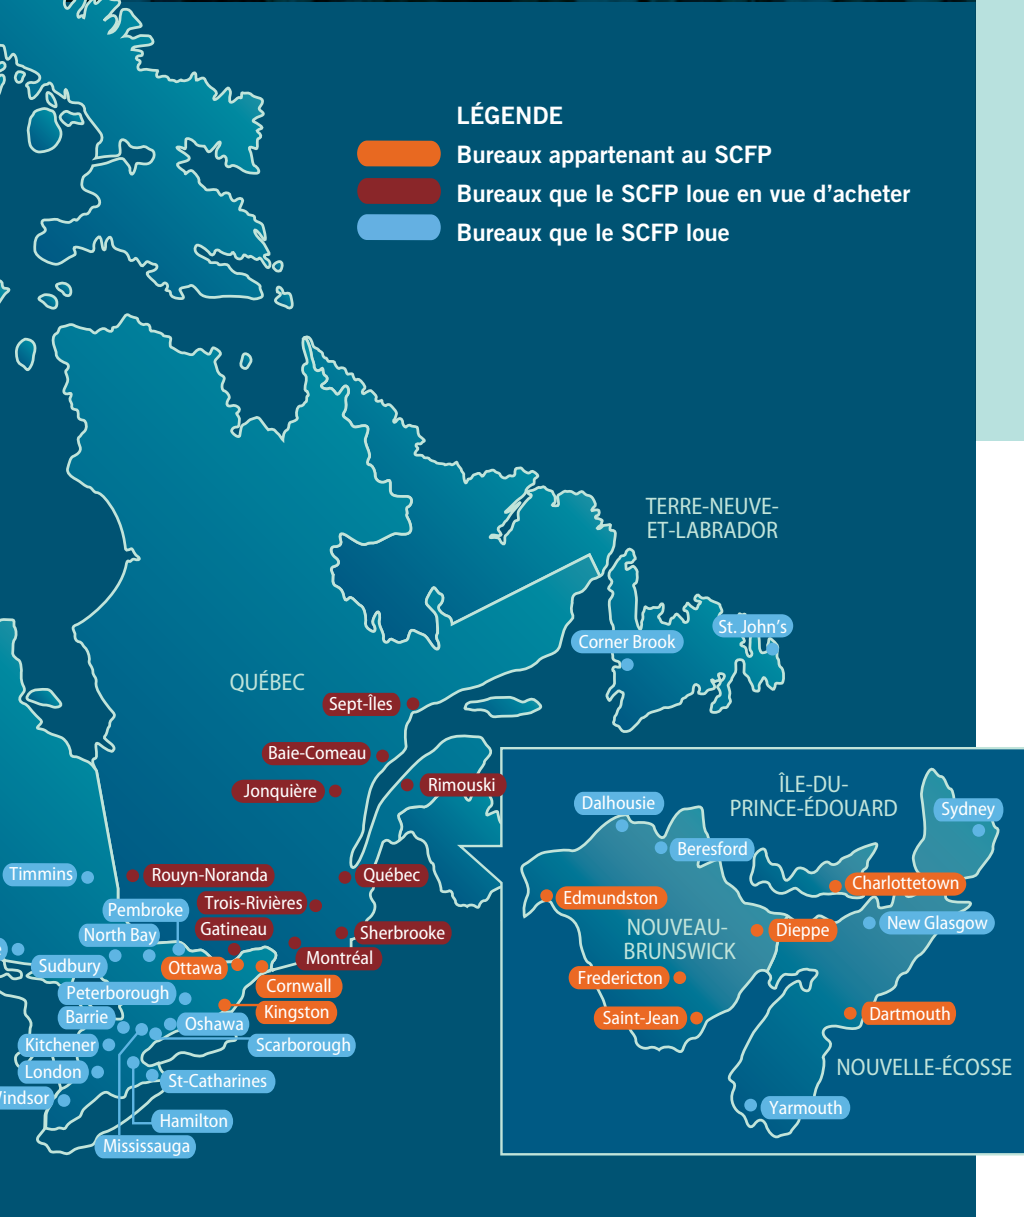 LÉGENDE
Bureaux appartenant au SCFP
Bureaux que le SCFP loue en vue d’acheter
Bureaux que le SCFP loue
TERRE-NEUVE-
ET-LABRADOR
St. John’s
Corner Brook
QUÉBEC
Sept-Îles
Baie-Comeau
Jonquière
Rimouski
Timmins
Rouyn-Noranda
Québec
Pembroke
Trois-Rivières
North Bay
Gatineau
Sherbrooke
Montréal
Sudbury
Ottawa
Cornwall
Peterborough
Kingston
Barrie
Oshawa
Kitchener
Scarborough
London
St-Catharines
Hamilton
Mississauga
ÎLE-DU-
PRINCE-ÉDOUARD
Dalhousie
Sydney
Beresford
Charlottetown
Edmundston
NOUVEAU-
BRUNSWICK
Dieppe
New Glasgow
Fredericton
Saint-Jean
Dartmouth
NOUVELLE-ÉCOSSE
Yarmouth